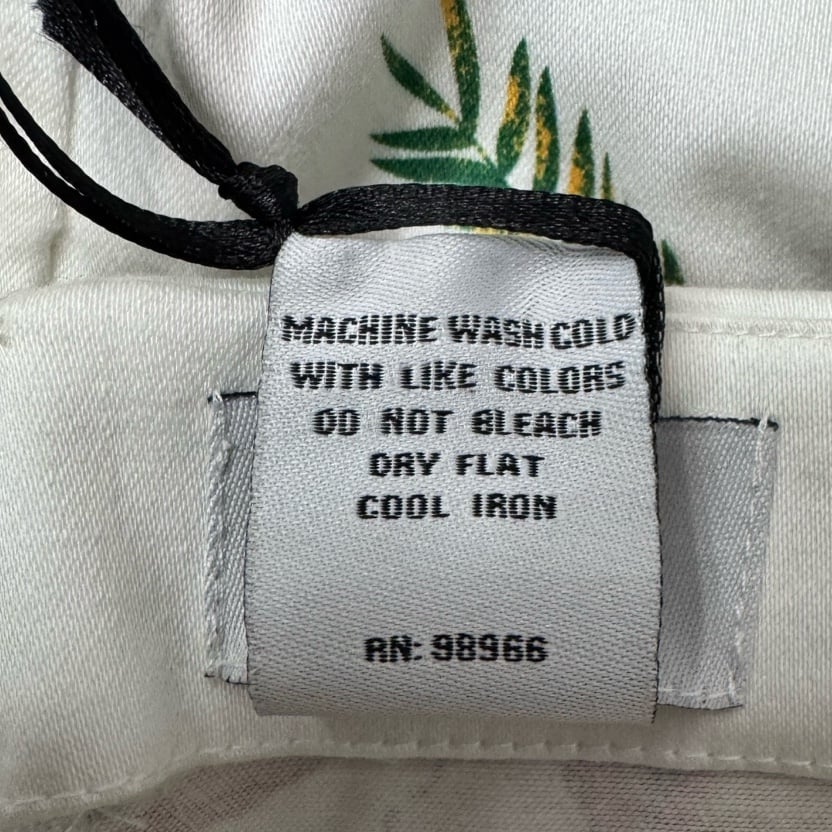 MACHINE WASH COLD
WITH LIKE COLORS
DO NOT BLEACH
DRY FLAT
COOL IRON
RN: 98966